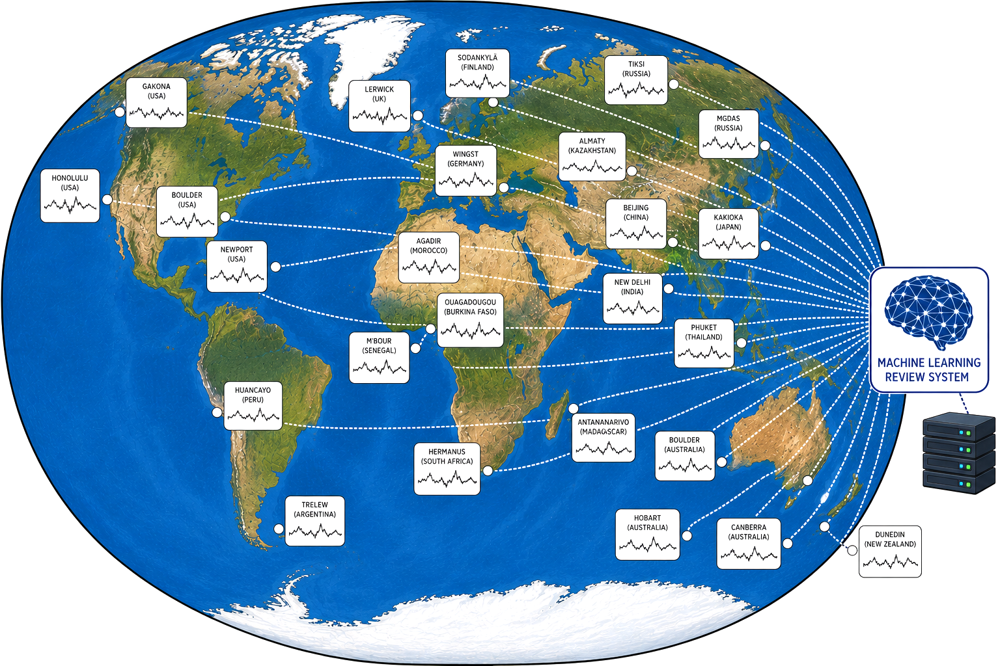 SODANKYLÄ
(FINLAND)
TIKSI
(RUSSIA)
GAKONA
(USA)
LERWICK
(UK)
MGDAS
(RUSSIA)
ALMATY
(KAZAKHSTAN)
WINGST
(GERMANY)
HONOLULU
(USA)
BOULDER
(USA)
BEIJING
(CHINA)
KAKIOKA
(JAPAN)
NEWPORT
(USA)
AGADIR
(MOROCCO)
NEW DELHI
(INDIA)
OUAGADOUGOU
(BURKINA FASO)
PHUKET
(THAILAND)
M'BOUR
(SENEGAL)
MACHINE LEARNING
REVIEW SYSTEM
HUANCAYO
(PERU)
ANTANANARIVO
(MADAGSCAR)
BOULDER
(AUSTRALIA)
HERMANUS
(SOUTH AFRICA)
TRELEW
(ARGENTINA)
HOBART
(AUSTRALIA)
CANBERRA
(AUSTRALIA)
DUNEDIN
(NEW ZEALAND)